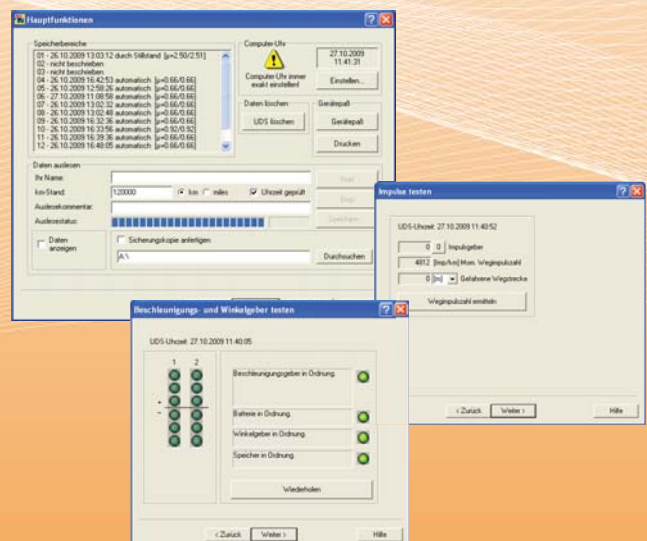 Hauptfunktionen
Speicherbereiche
01 - 26.10.2009 13:03:12 durch Stillstand [µ=2.50/2.51]
02 - nicht beschrieben
03 - nicht beschrieben
04 - 26.10.2009 16:42:53 automatisch [µ=0.66/0.66]
05 - 26.10.2009 12:58:26 automatisch [µ=0.66/0.66]
06 - 27.10.2009 11:08:58 automatisch [µ=0.66/0.66]
07 - 26.10.2009 13:02:32 automatisch [µ=0.66/0.66]
08 - 26.10.2009 13:02:48 automatisch [µ=0.66/0.66]
09 - 26.10.2009 16:32:36 automatisch [µ=0.66/0.66]
10 - 26.10.2009 16:33:56 automatisch [µ=0.92/0.92]
11 - 26.10.2009 16:39:36 automatisch [µ=0.66/0.66]
12 - 26.10.2009 16:48:05 automatisch [µ=0.66/0.66]
Computer-Uhr
27.10.2009
11:41:31
Computer-Uhr immer
exakt einstellen!
Einstellen...
Daten löschen
UDS löschen
Gerätepaß
Gerätepaß
Drucken
Daten auslesen
Ihr Name:
km-Stand:
120000
km
miles
Uhrzeit geprüft
Auslesekommentar:
Auslesestatus:
Start
Stop
Speichern
Daten
anzeigen
Sicherungskopie anfertigen
A:\
Durchsuchen
Impulse testen
UDS-Uhrzeit: 27.10.2009 11:40:52
0 0 Impulsgeber
4812 [Imp/km] Mom. Wegimpulszahl
0 [m] Gefahrene Wegstrecke
Wegimpulszahl ermitteln
< Zurück Weiter > Hilfe
Beschleunigungs- und Winkelgeber testen
UDS-Uhrzeit: 27.10.2009 11:40:05
1 2
+
-
Beschleunigungsgeber in Ordnung.
Batterie in Ordnung.
Winkelgeber in Ordnung.
Speicher in Ordnung.
Wiederholen
< Zurück Weiter > Hilfe